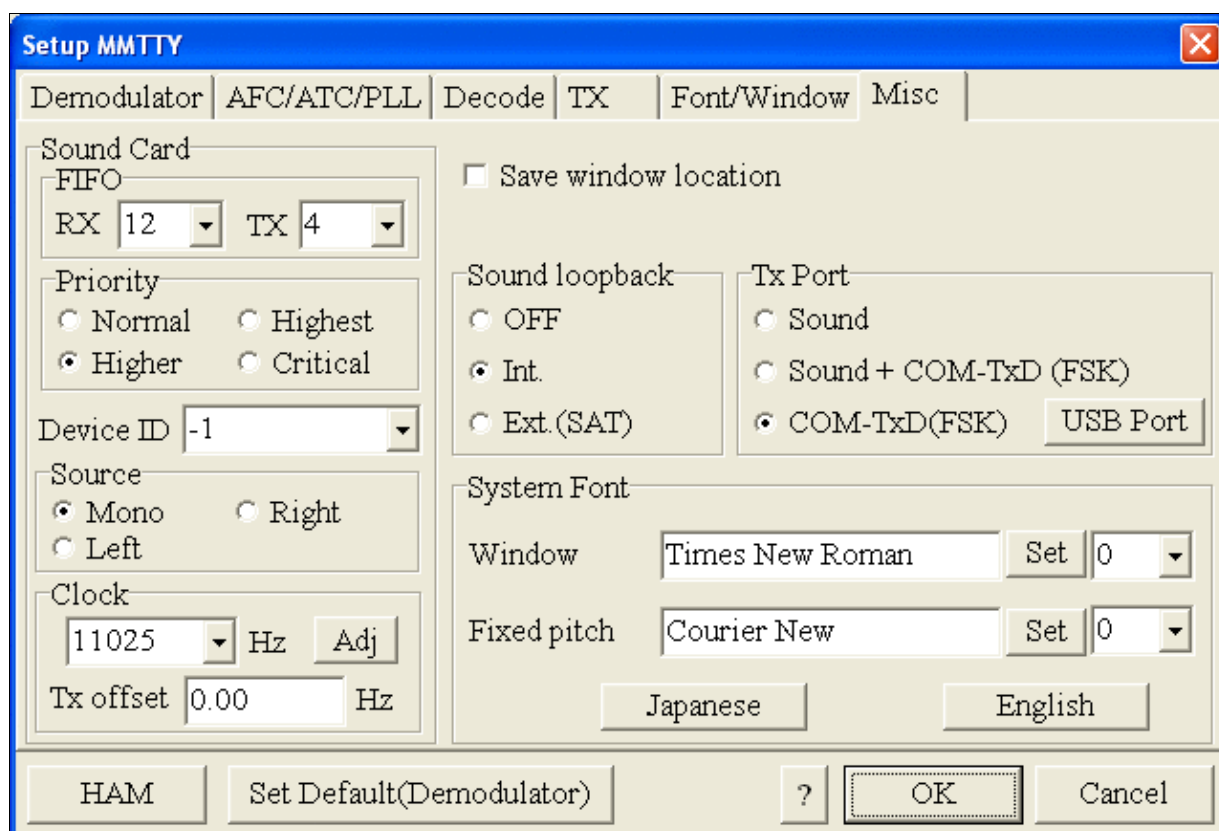 Setup MMTTY
Demodulator AFC/ATC/PLL Decode TX Font/Window Misc
Sound Card
FIFO
RX 12 TX 4
Priority
Normal Highest
Higher Critical
Device ID -1
Source
Mono Right
Left
Clock
11025 Hz Adj
Tx offset 0.00 Hz
Save window location
Sound loopback
OFF
Int.
Ext.(SAT)
Tx Port
Sound
Sound + COM-TxD (FSK)
COM-TxD(FSK) USB Port
System Font
Window Times New Roman Set 0
Fixed pitch Courier New Set 0
Japanese English
HAM Set Default(Demodulator) ? OK Cancel